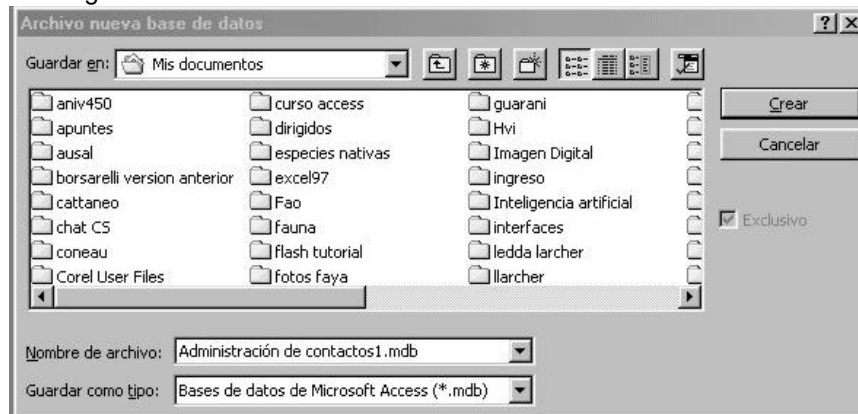 Archivo nueva base de datos
Guardar en: Mis documentos
aniv450 curso access guarani
apuntes dirigidos Hvi
ausal especies nativas Imagen Digital
borsarelli version anterior excel97 ingreso
cattaneo Fao Inteligencia artificial
chat CS fauna interfaces
coneau flash tutorial ledda larcher
Corel User Files fotos faya llarcher
Crear
Cancelar
Exclusivo
Nombre de archivo: Administración de contactos1.mdb
Guardar como tipo: Bases de datos de Microsoft Access (*.mdb)